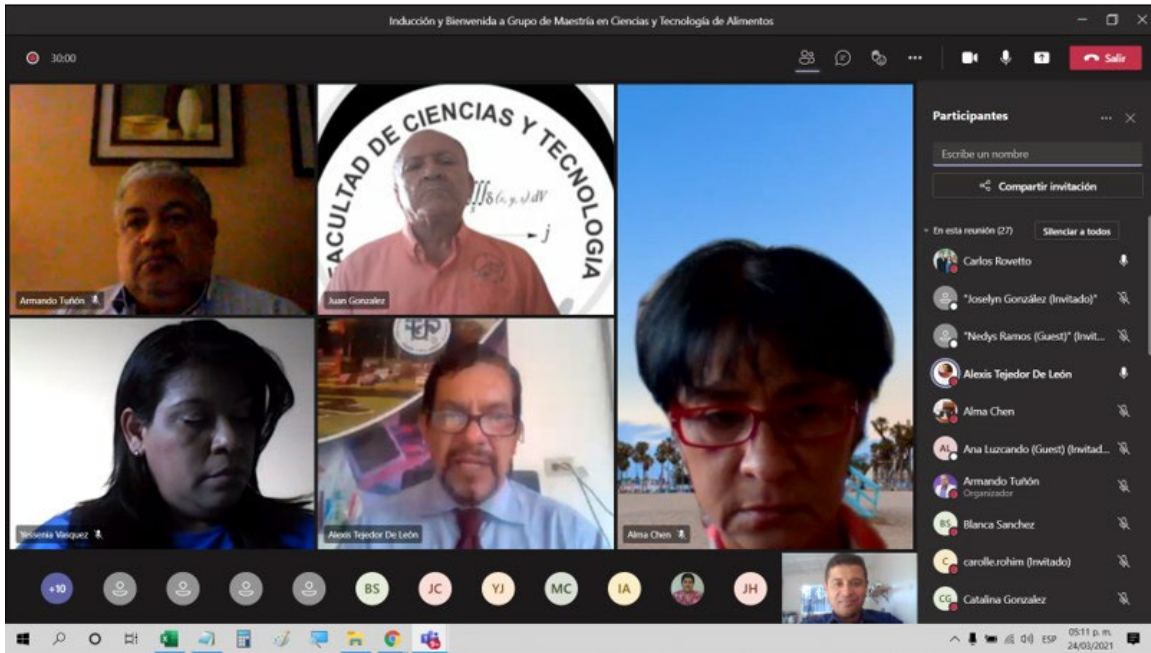 Inducción y Bienvenida a Grupo de Maestría en Ciencias y Tecnología de Alimentos
30:00
Salir
FACULTAD DE CIENCIAS Y TECNOLOGIA
∭δ(x, y, z) dV
j
Armando Tuñón
Juan Gonzalez
Yessenia Vasquez
Alexis Tejedor De León
Alma Chen
Participantes
Escribe un nombre
Compartir invitación
En esta reunión (27)
Silenciar a todos
Carlos Rovetto
"Joselyn González (Invitado)"
"Nedys Ramos (Guest)" (Invit...
Alexis Tejedor De León
Alma Chen
AL
Ana Luzcando (Guest) (Invitad...
Armando Tuñón
Organizador
BS
Blanca Sanchez
C
carolle.rohim (Invitado)
CG
Catalina Gonzalez
+10
BS
JC
YJ
MC
IA
JH
ESP
05:11 p. m.
24/03/2021